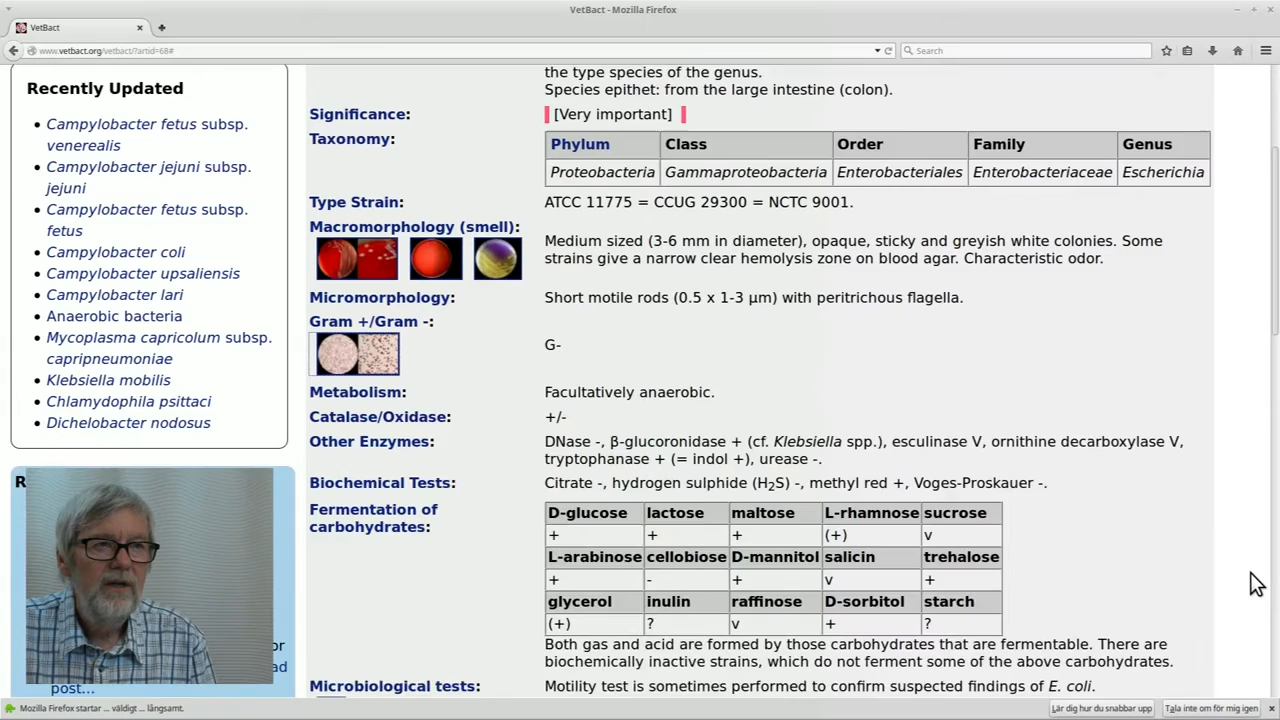 VetBact - Mozilla Firefox
VetBact
www.vetbact.org/vetbact/?artid=68#
Search
Recently Updated
Campylobacter fetus subsp.
venerealis
Campylobacter jejuni subsp.
jejuni
Campylobacter fetus subsp.
fetus
Campylobacter coli
Campylobacter upsaliensis
Campylobacter lari
Anaerobic bacteria
Mycoplasma capricolum subsp.
capripneumoniae
Klebsiella mobilis
Chlamydophila psittaci
Dichelobacter nodosus
R
or
ad
post...
the type species of the genus.
Species epithet: from the large intestine (colon).
Significance: [Very important]
Taxonomy: Phylum Class Order Family Genus
Proteobacteria Gammaproteobacteria Enterobacteriales Enterobacteriaceae Escherichia
Type Strain: ATCC 11775 = CCUG 29300 = NCTC 9001.
Macromorphology (smell):
Medium sized (3-6 mm in diameter), opaque, sticky and greyish white colonies. Some
strains give a narrow clear hemolysis zone on blood agar. Characteristic odor.
Micromorphology: Short motile rods (0.5 x 1-3 µm) with peritrichous flagella.
Gram +/Gram -:
G-
Metabolism: Facultatively anaerobic.
Catalase/Oxidase: +/-
Other Enzymes: DNase -, β-glucoronidase + (cf. Klebsiella spp.), esculinase V, ornithine decarboxylase V,
tryptophanase + (= indol +), urease -.
Biochemical Tests: Citrate -, hydrogen sulphide (H2S) -, methyl red +, Voges-Proskauer -.
Fermentation of
carbohydrates:
D-glucose lactose maltose L-rhamnose sucrose
+ + + (+) v
L-arabinose cellobiose D-mannitol salicin trehalose
+ - + v +
glycerol inulin raffinose D-sorbitol starch
(+) ? v + ?
Both gas and acid are formed by those carbohydrates that are fermentable. There are
biochemically inactive strains, which do not ferment some of the above carbohydrates.
Microbiological tests: Motility test is sometimes performed to confirm suspected findings of E. coli.
Mozilla Firefox startar ... väldigt ... långsamt.
Lär dig hur du snabbar upp
Tala inte om för mig igen